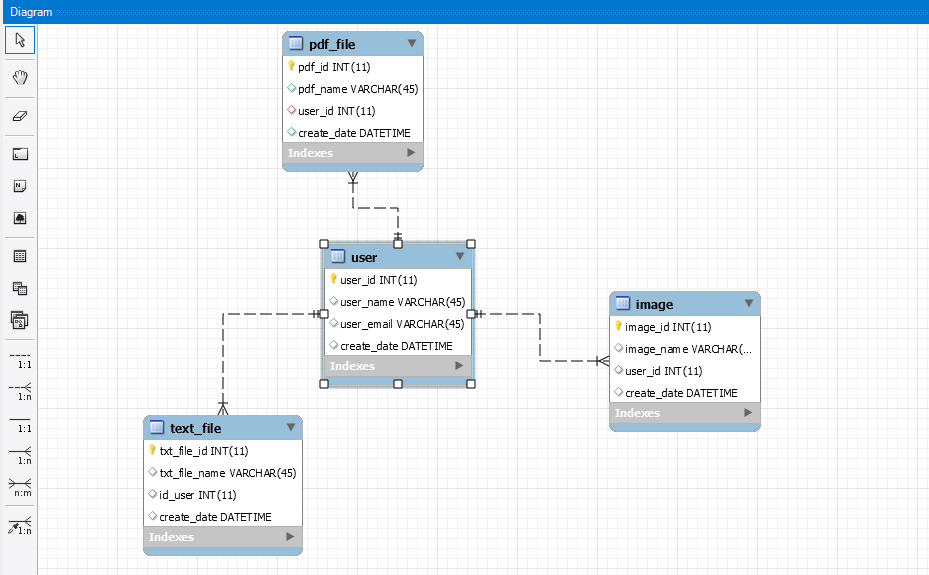 Diagram
pdf_file
pdf_id INT(11)
pdf_name VARCHAR(45)
user_id INT(11)
create_date DATETIME
Indexes
user
user_id INT(11)
user_name VARCHAR(45)
user_email VARCHAR(45)
create_date DATETIME
Indexes
image
image_id INT(11)
image_name VARCHAR(...
user_id INT(11)
create_date DATETIME
Indexes
text_file
txt_file_id INT(11)
txt_file_name VARCHAR(45)
id_user INT(11)
create_date DATETIME
Indexes
1:1
1:n
1:1
1:n
n:m
1:n